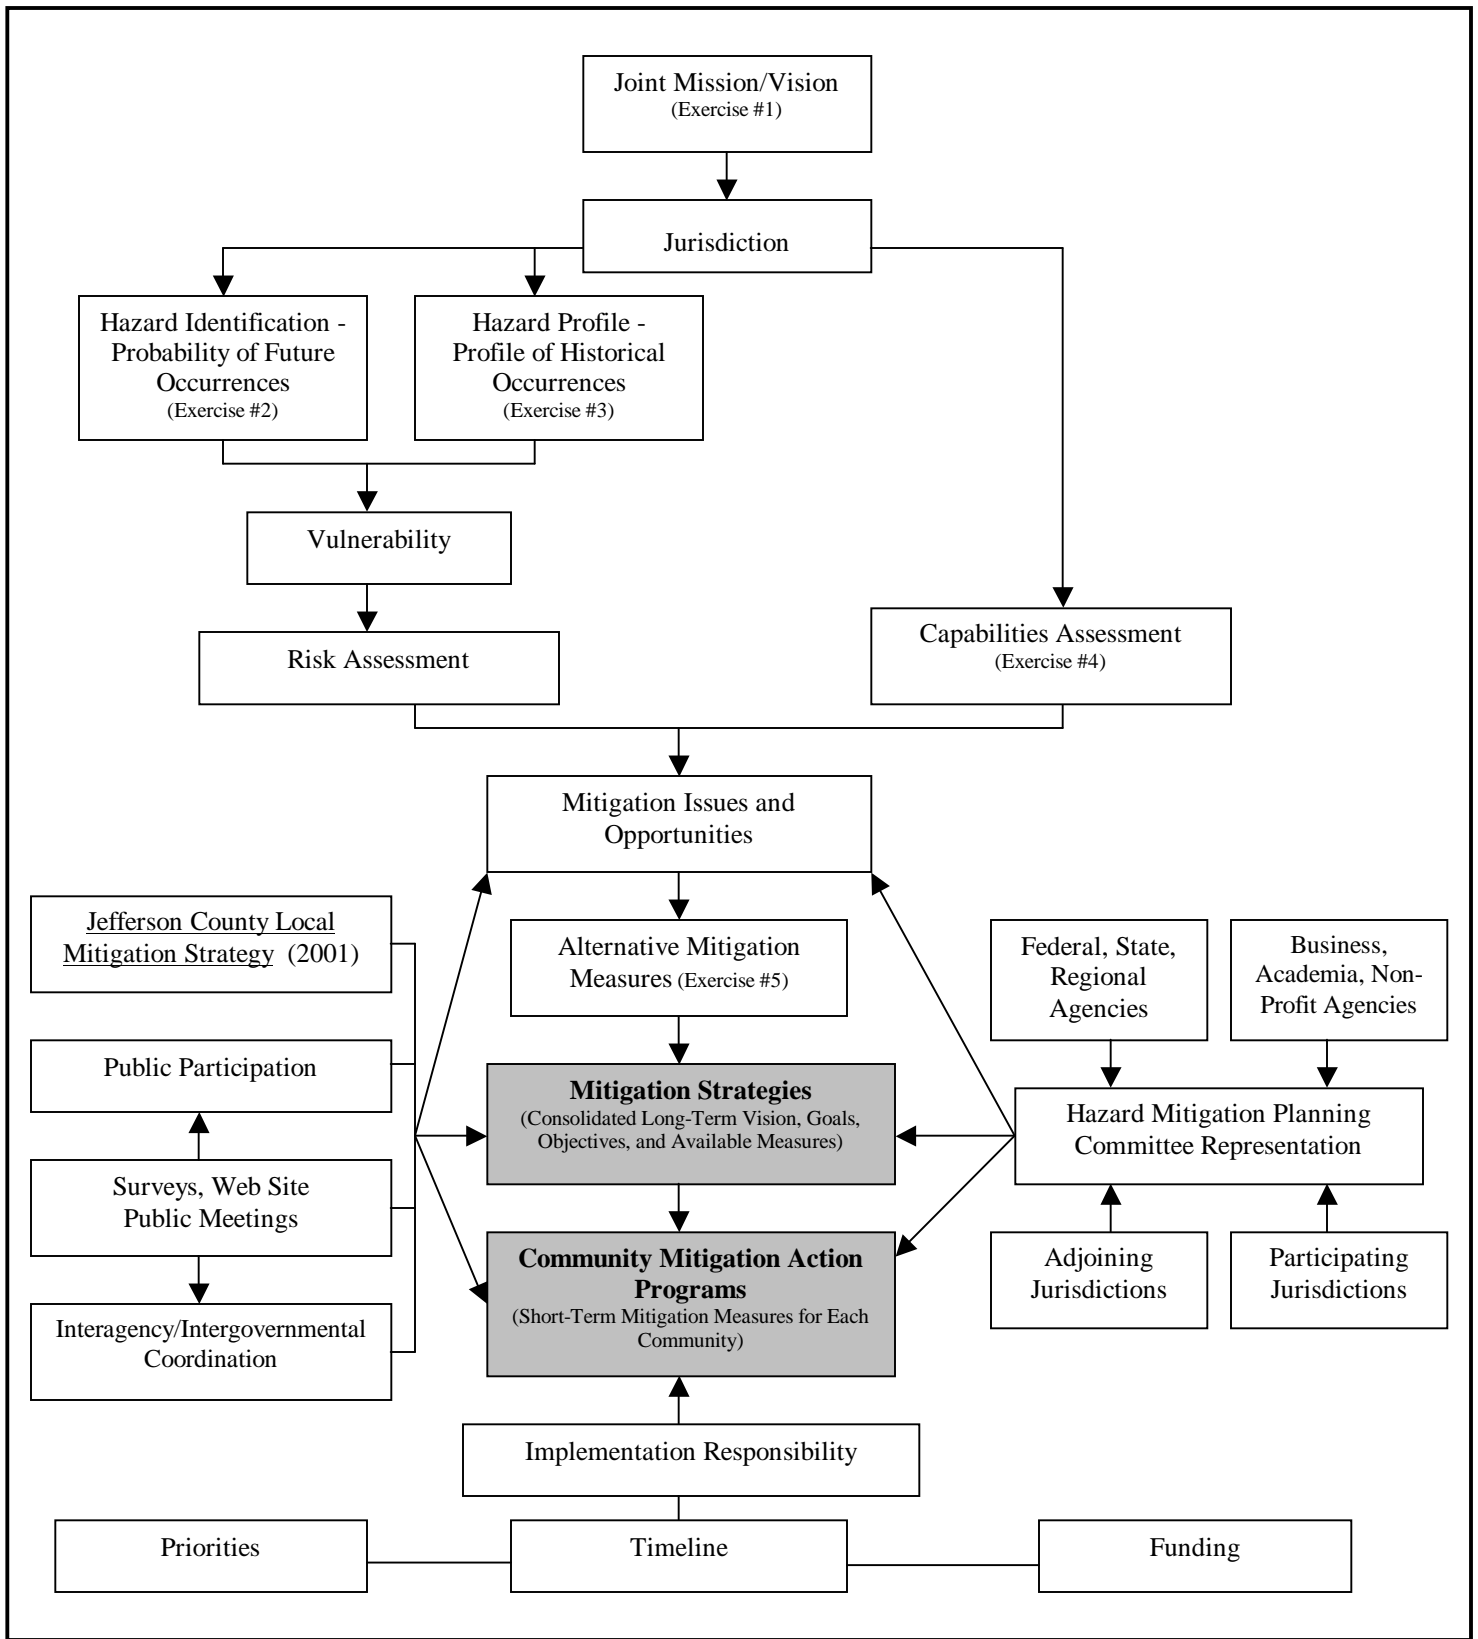 Joint Mission/Vision
(Exercise #1)
Jurisdiction
Hazard Identification -
Probability of Future
Occurrences
(Exercise #2)
Hazard Profile -
Profile of Historical
Occurrences
(Exercise #3)
Vulnerability
Risk Assessment
Capabilities Assessment
(Exercise #4)
Mitigation Issues and
Opportunities
Jefferson County Local
Mitigation Strategy (2001)
Alternative Mitigation
Measures (Exercise #5)
Federal, State,
Regional
Agencies
Business,
Academia, Non-
Profit Agencies
Public Participation
Mitigation Strategies
(Consolidated Long-Term Vision, Goals,
Objectives, and Available Measures)
Hazard Mitigation Planning
Committee Representation
Surveys, Web Site
Public Meetings
Community Mitigation Action
Programs
(Short-Term Mitigation Measures for Each
Community)
Adjoining
Jurisdictions
Participating
Jurisdictions
Interagency/Intergovernmental
Coordination
Implementation Responsibility
Priorities
Timeline
Funding